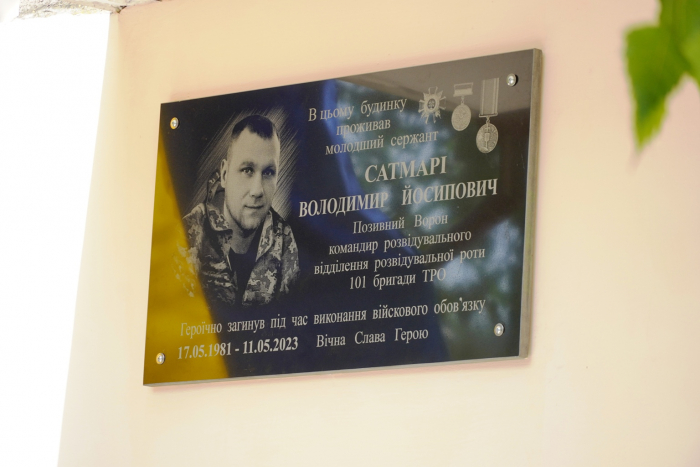 В цьому будинку
проживав
молодший сержант
САТМАРІ
ВОЛОДИМИР ЙОСИПОВИЧ
Позивний Ворон
командир розвідувального
відділення розвідувальної роти
101 бригади ТРО
Героїчно загинув під час виконання війскового обов'язку
17.05.1981 - 11.05.2023 Вічна Слава Герою